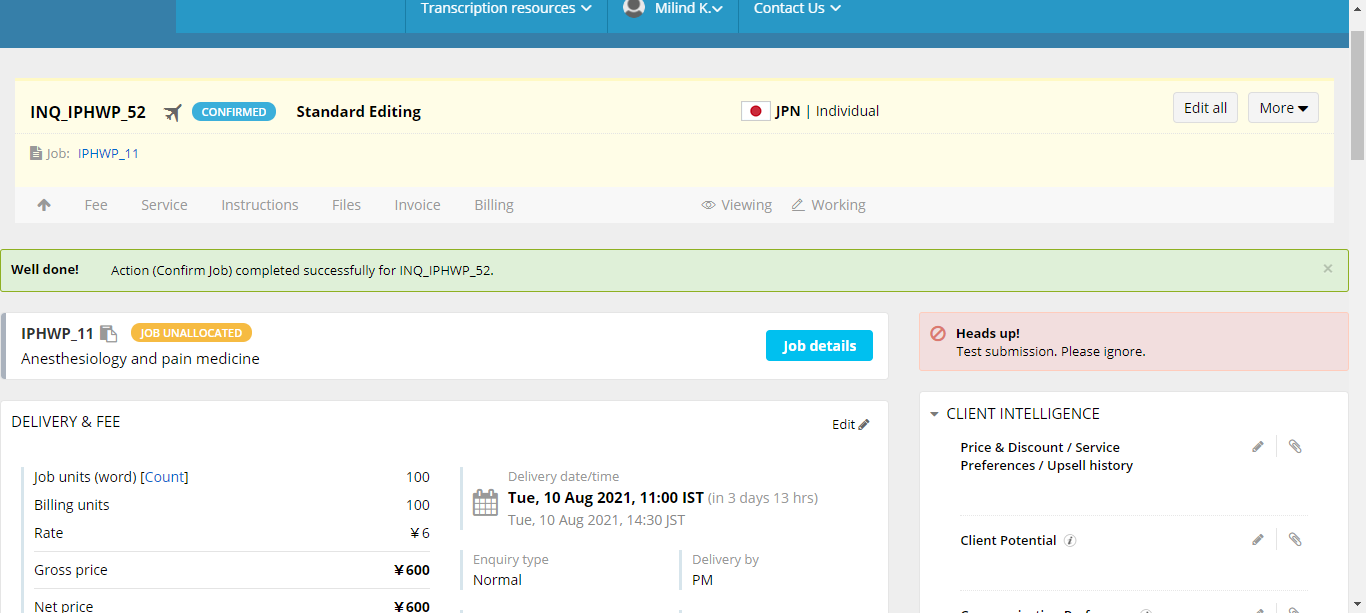 Transcription resources
Milind K.
Contact Us
INQ_IPHWP_52
CONFIRMED
Standard Editing
JPN | Individual
Edit all
More
Job: IPHWP_11
Fee
Service
Instructions
Files
Invoice
Billing
Viewing
Working
Well done!
Action (Confirm Job) completed successfully for INQ_IPHWP_52.
×
IPHWP_11
JOB UNALLOCATED
Anesthesiology and pain medicine
Job details
Heads up!
Test submission. Please ignore.
DELIVERY & FEE
Edit
Job units (word) [Count] 100
Billing units 100
Rate ¥6
Gross price ¥600
Net price ¥600
Delivery date/time
Tue, 10 Aug 2021, 11:00 IST (in 3 days 13 hrs)
Tue, 10 Aug 2021, 14:30 JST
Enquiry type
Normal
Delivery by
PM
CLIENT INTELLIGENCE
Price & Discount / Service
Preferences / Upsell history
Client Potential i